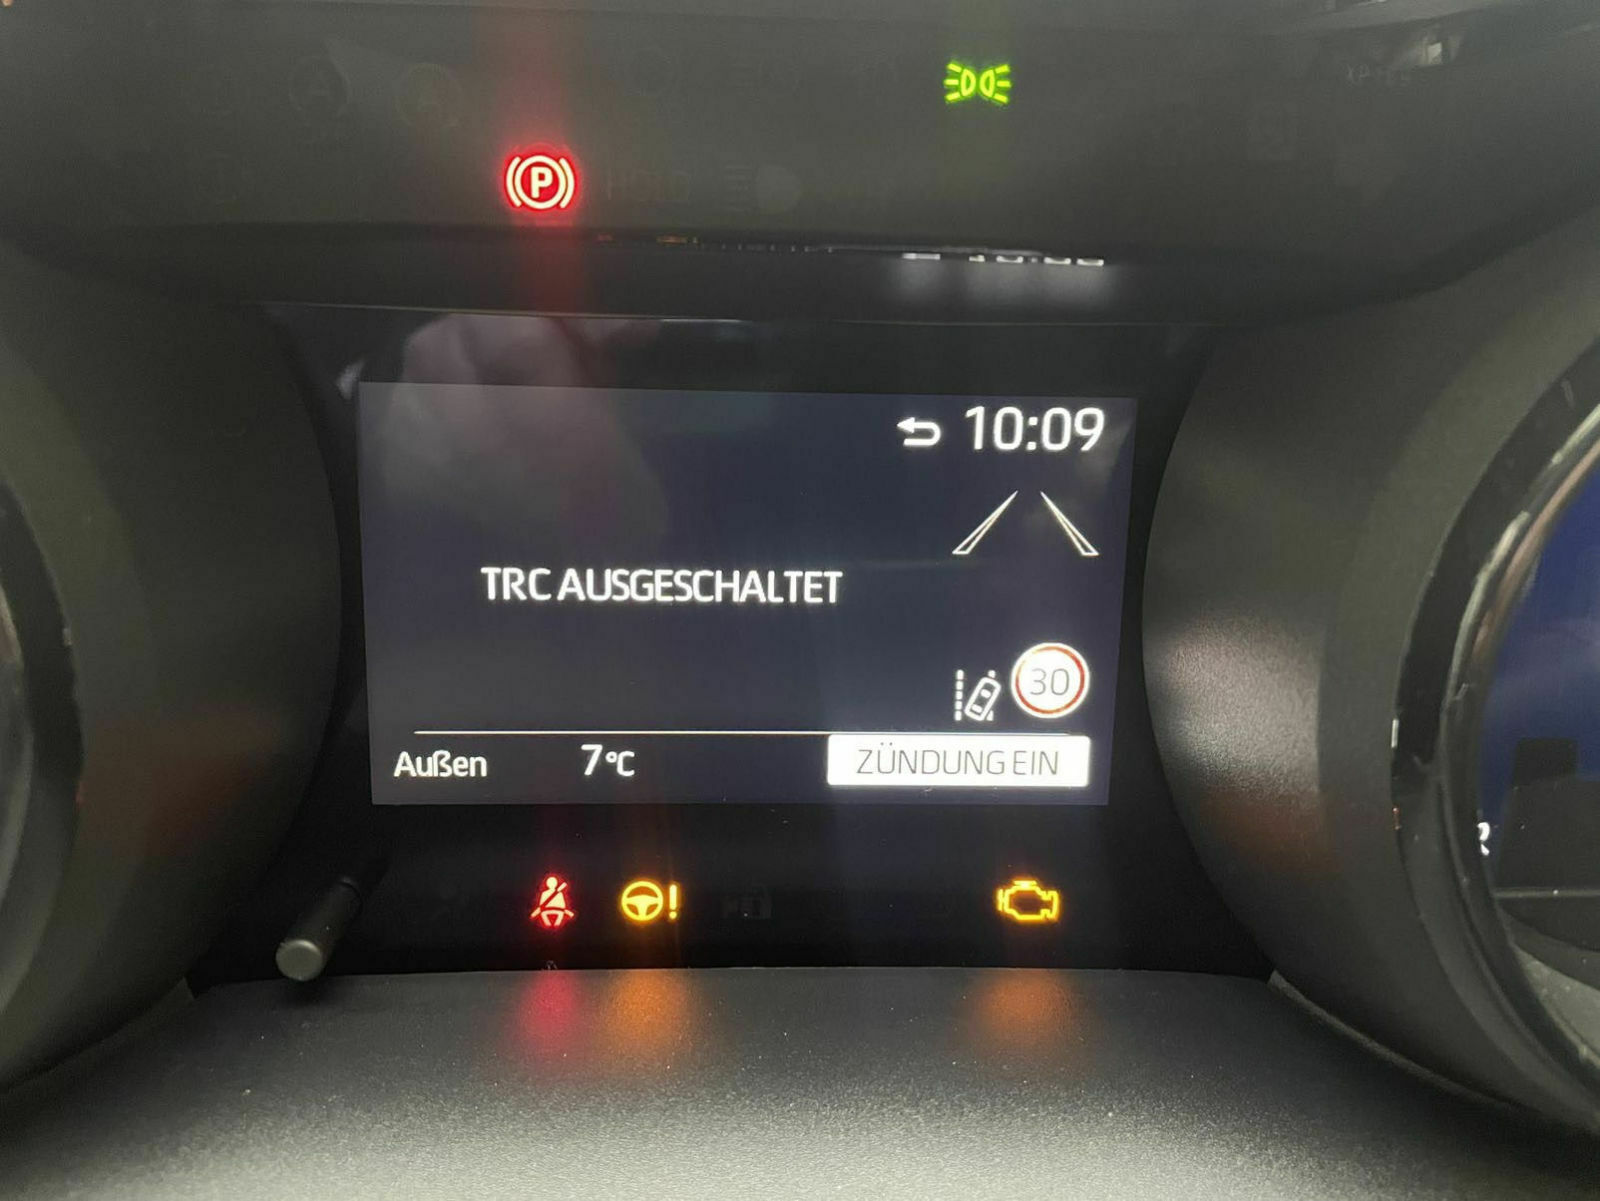 P
10:09
TRC AUSGESCHALTET
30
Außen 7°C ZÜNDUNG EIN
!